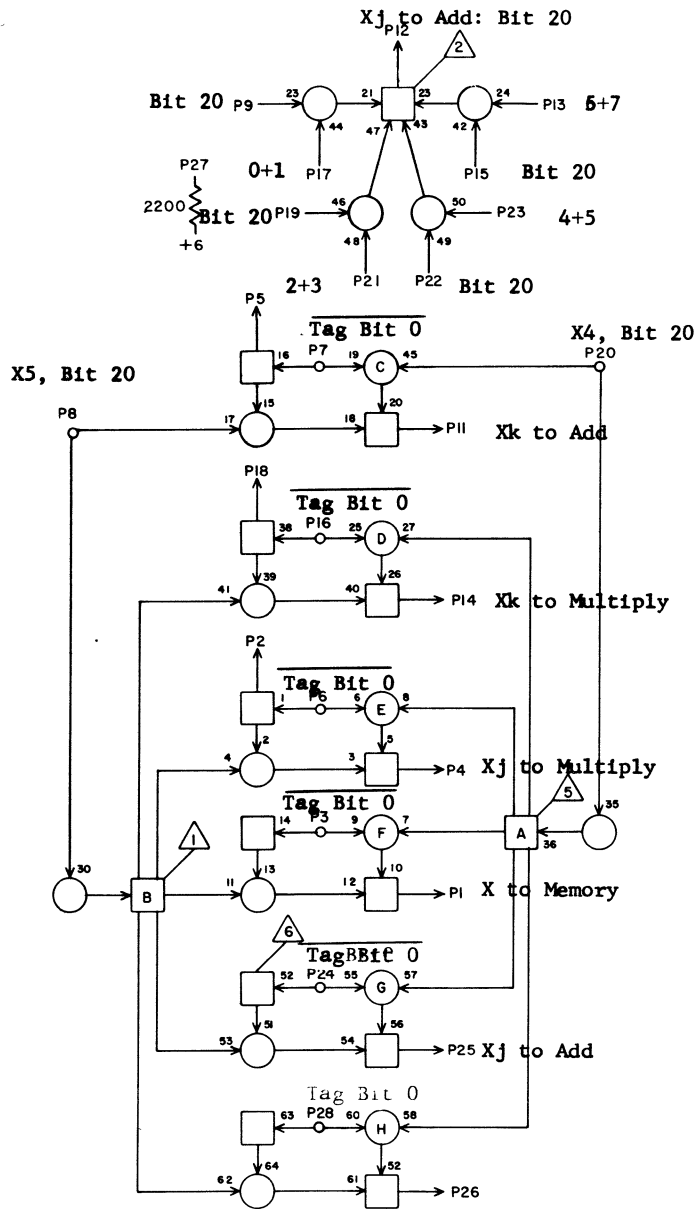 Xj to Add: Bit 20
P12
2
Bit 20 P9 23 21 23 24 P13 6+7
44 47 43 42
P27 0+1 P17 P15 Bit 20
2200 Bit 20 P19 46 50 P23 4+5
+6 48 49
2+3 P21 P22 Bit 20
P5
Tag Bit 0 X4, Bit 20
P7 P20
X5, Bit 20 16 19 C 45
P8 15 20
17 18 P11 Xk to Add
P18
Tag Bit 0
P16
38 25 D 27
39 26
41 40 P14 Xk to Multiply
P2
Tag Bit 0
P6
1 6 E 8
2 5
4 3 P4 Xj to Multiply
Tag Bit 0 5
P3
14 9 F 7 A 36 35
30 1 13 10
B 11 12 P1 X to Memory
6
Tag Bit 0
P24
52 55 G 57
51 56
53 54 P25 Xj to Add
Tag Bit 0
P28
63 60 H 58
64 52
62 61 P26